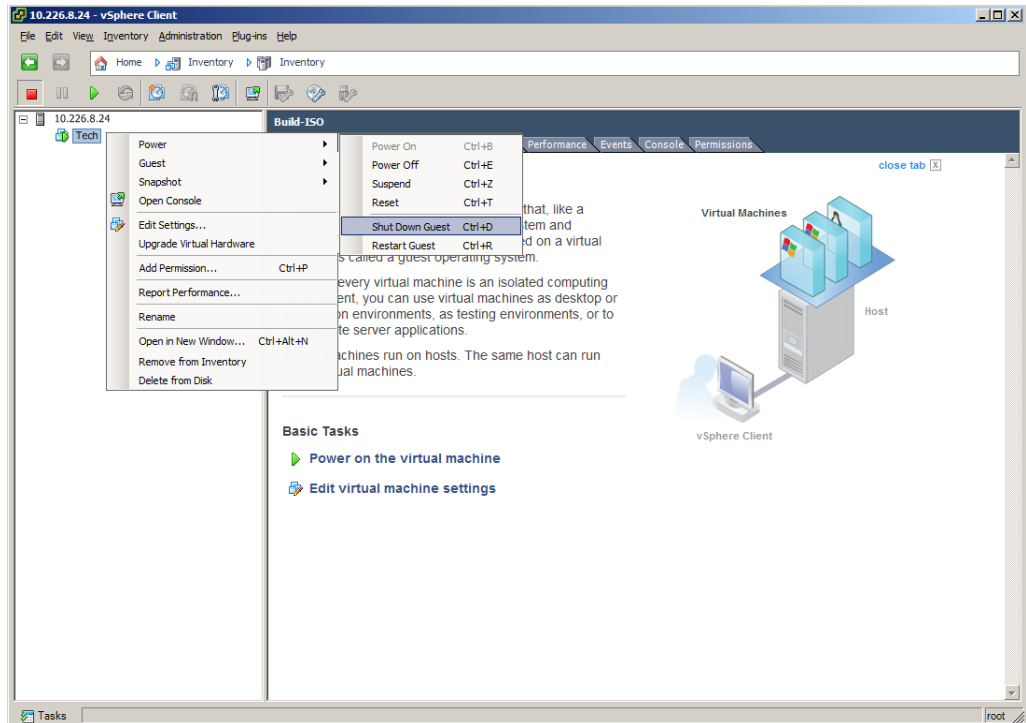 10.226.8.24 - vSphere Client
File Edit View Inventory Administration Plug-ins Help
Home Inventory Inventory
10.226.8.24
Tech
Power
Guest
Snapshot
Open Console
Edit Settings...
Upgrade Virtual Hardware
Add Permission... Ctrl+P
Report Performance...
Rename
Open in New Window... Ctrl+Alt+N
Remove from Inventory
Delete from Disk
Power On Ctrl+B
Power Off Ctrl+E
Suspend Ctrl+Z
Reset Ctrl+T
Shut Down Guest Ctrl+D
Restart Guest Ctrl+R
Build-ISO
Performance Events Console Permissions
close tab X
that, like a
tem and
ed on a virtual
s called a guest operating system.
every virtual machine is an isolated computing
ent, you can use virtual machines as desktop or
on environments, as testing environments, or to
te server applications.
achines run on hosts. The same host can run
ual machines.
Virtual Machines
Host
vSphere Client
Basic Tasks
Power on the virtual machine
Edit virtual machine settings
Tasks
root